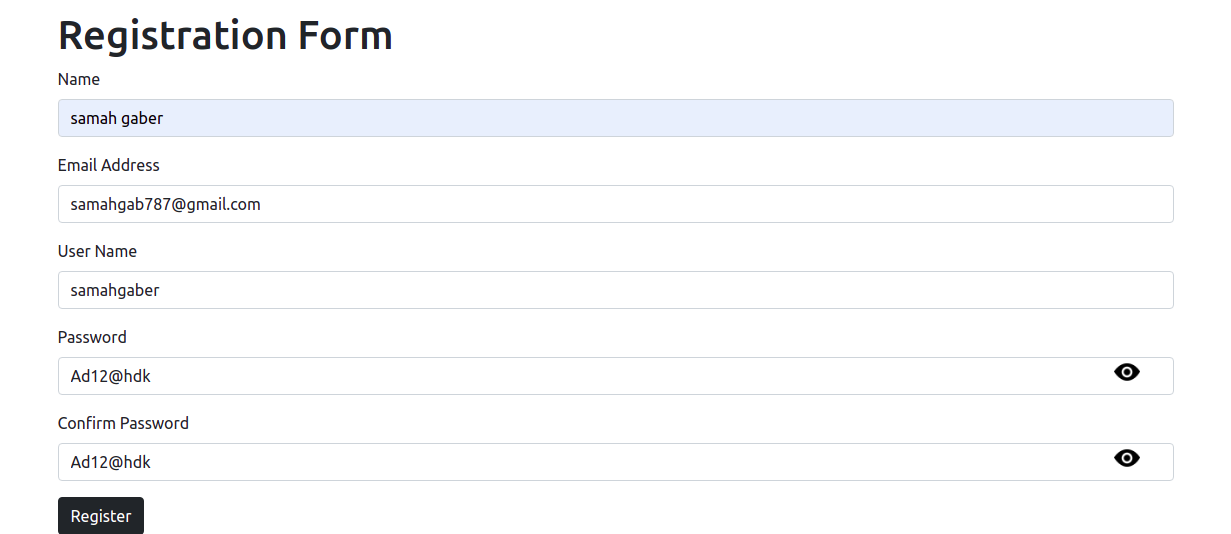 Registration Form
Name
samah gaber
Email Address
samahgab787@gmail.com
User Name
samahgaber
Password
Ad12@hdk
Confirm Password
Ad12@hdk
Register